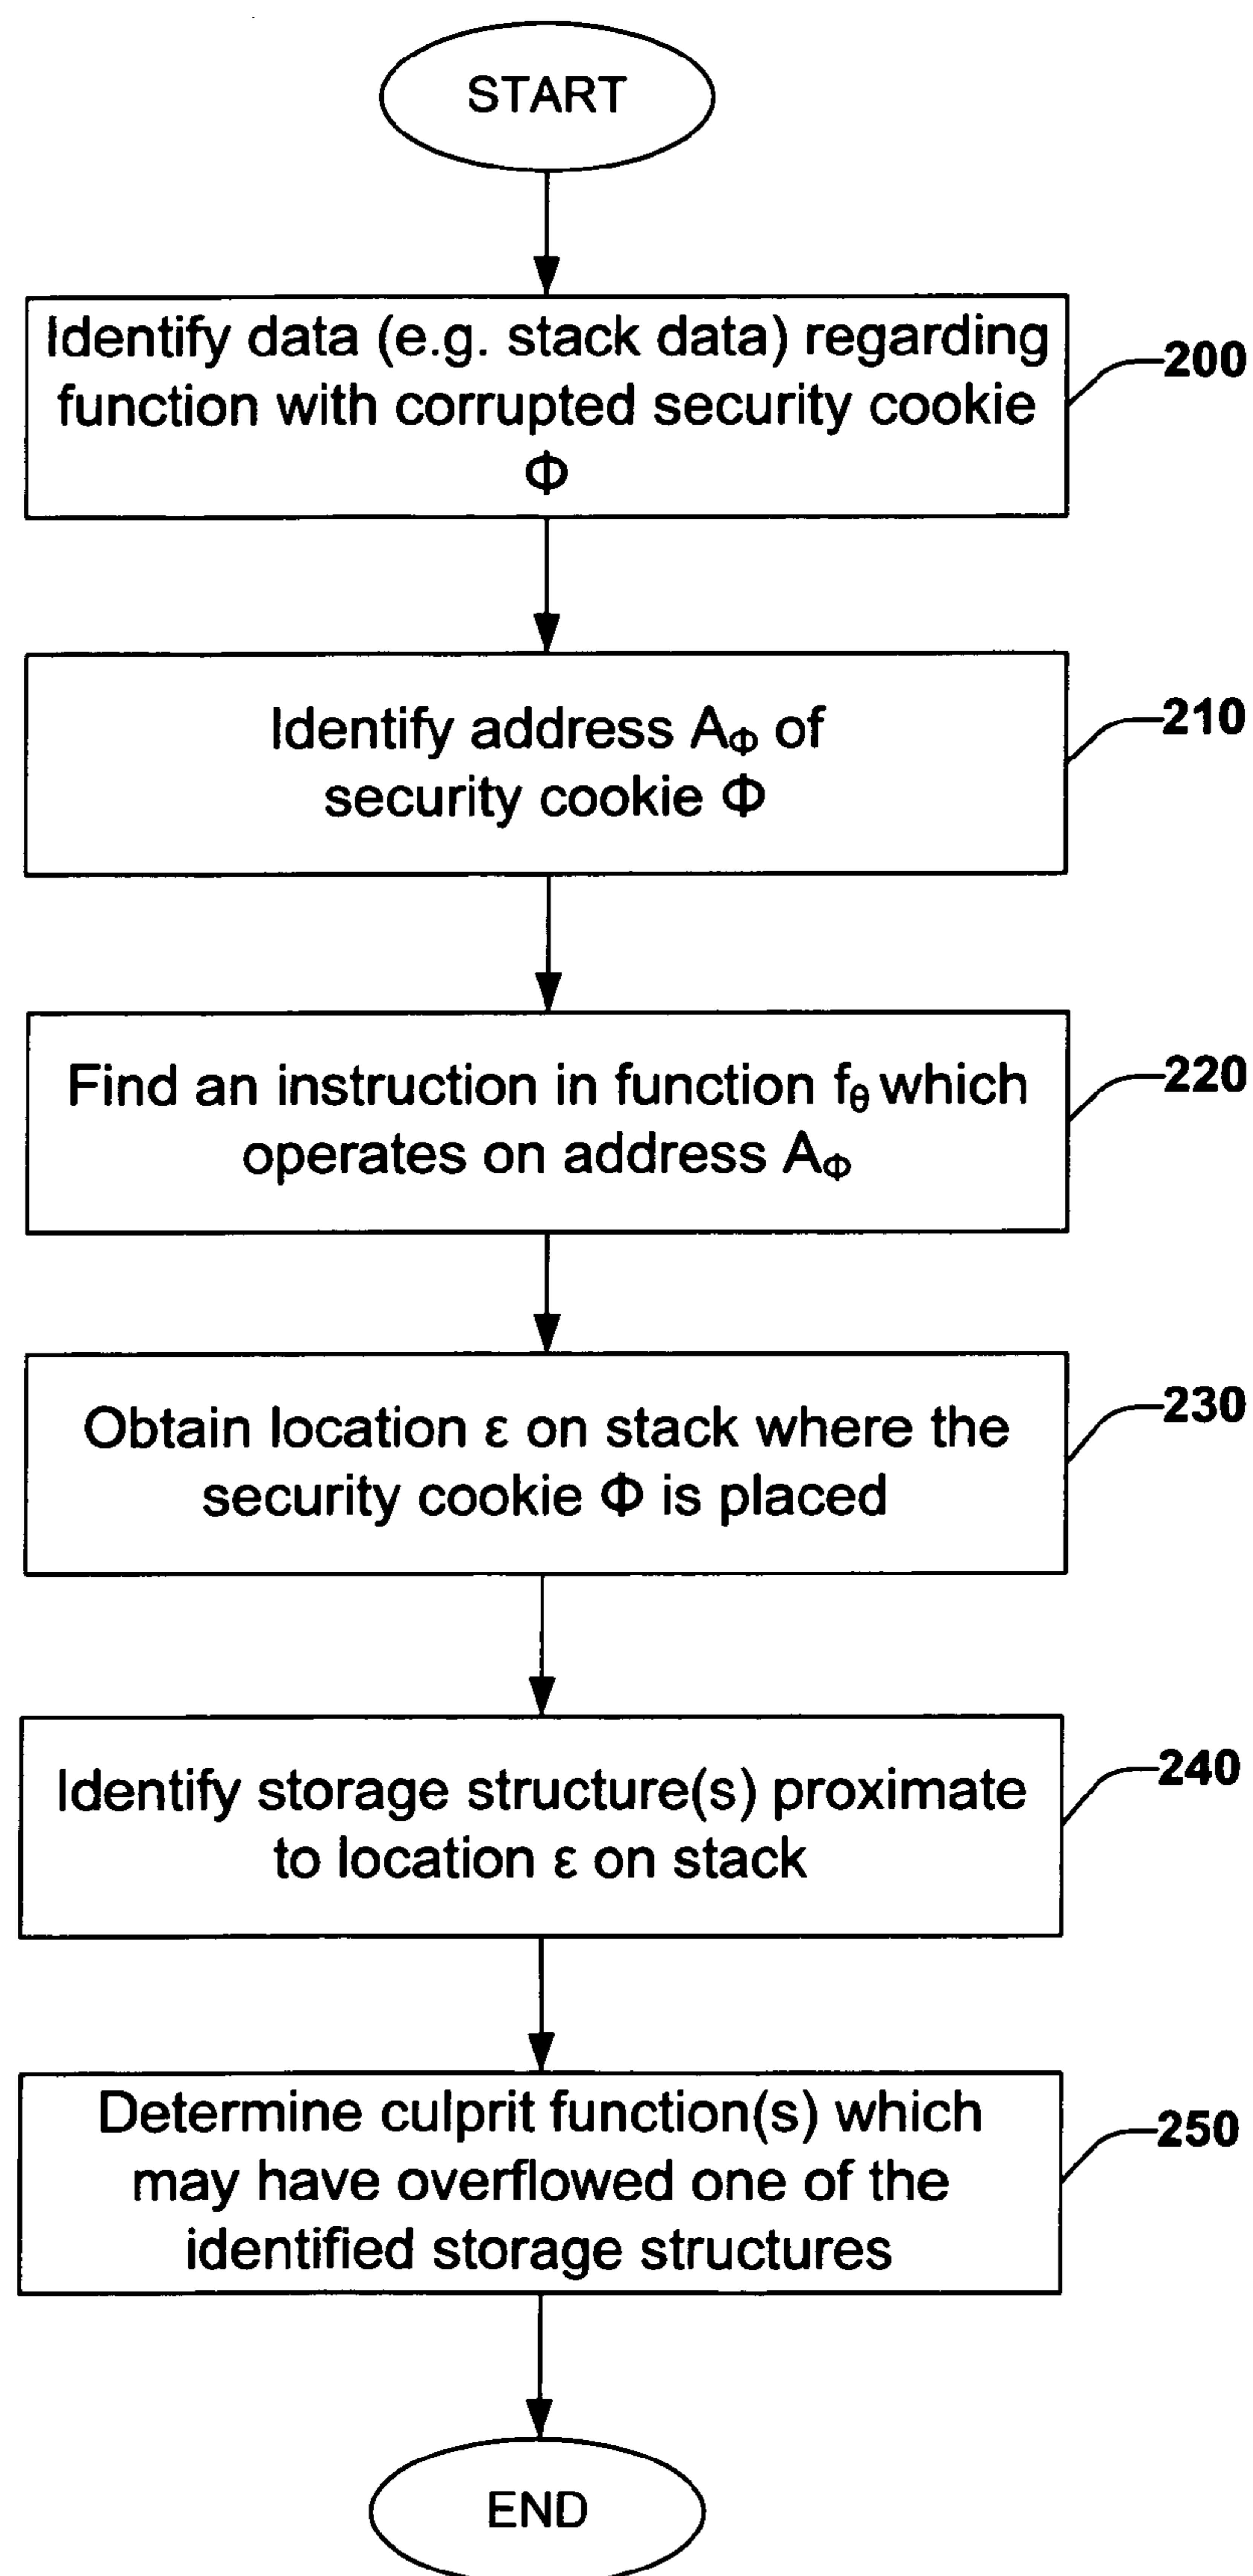 START
Identify data (e.g. stack data) regarding
function with corrupted security cookie
Φ
200
Identify address AΦ of
security cookie Φ
210
Find an instruction in function fθ which
operates on address AΦ
220
Obtain location ε on stack where the
security cookie Φ is placed
230
Identify storage structure(s) proximate
to location ε on stack
240
Determine culprit function(s) which
may have overflowed one of the
identified storage structures
250
END